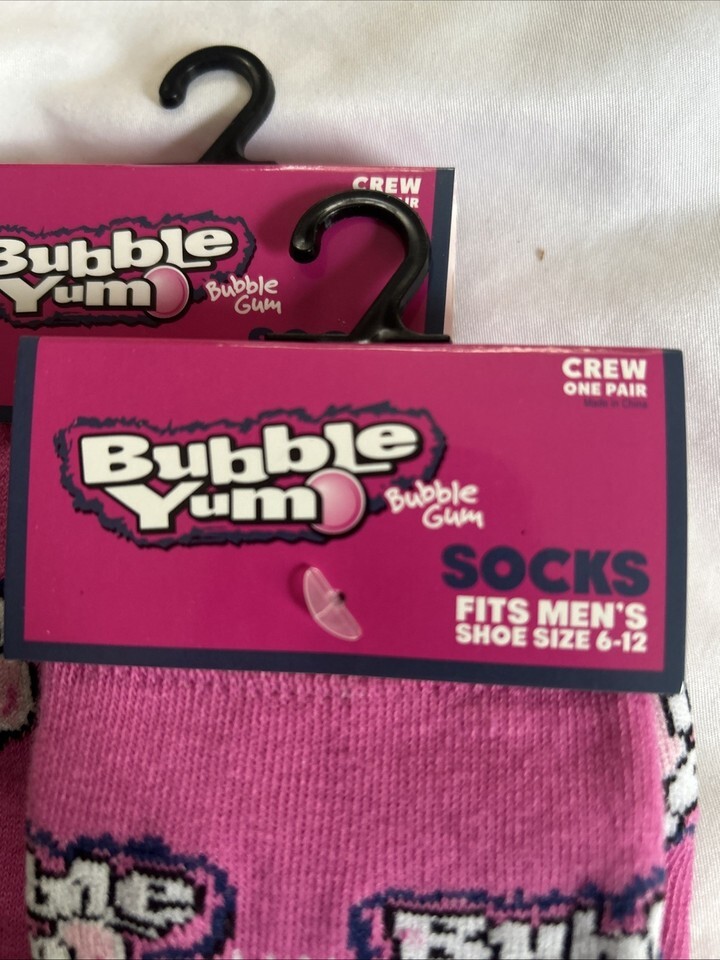 CREW
Bubble
Yum
Bubble
Gum
CREW
ONE PAIR
Made in China
Bubble
Yum
Bubble
Gum
SOCKS
FITS MEN'S
SHOE SIZE 6-12